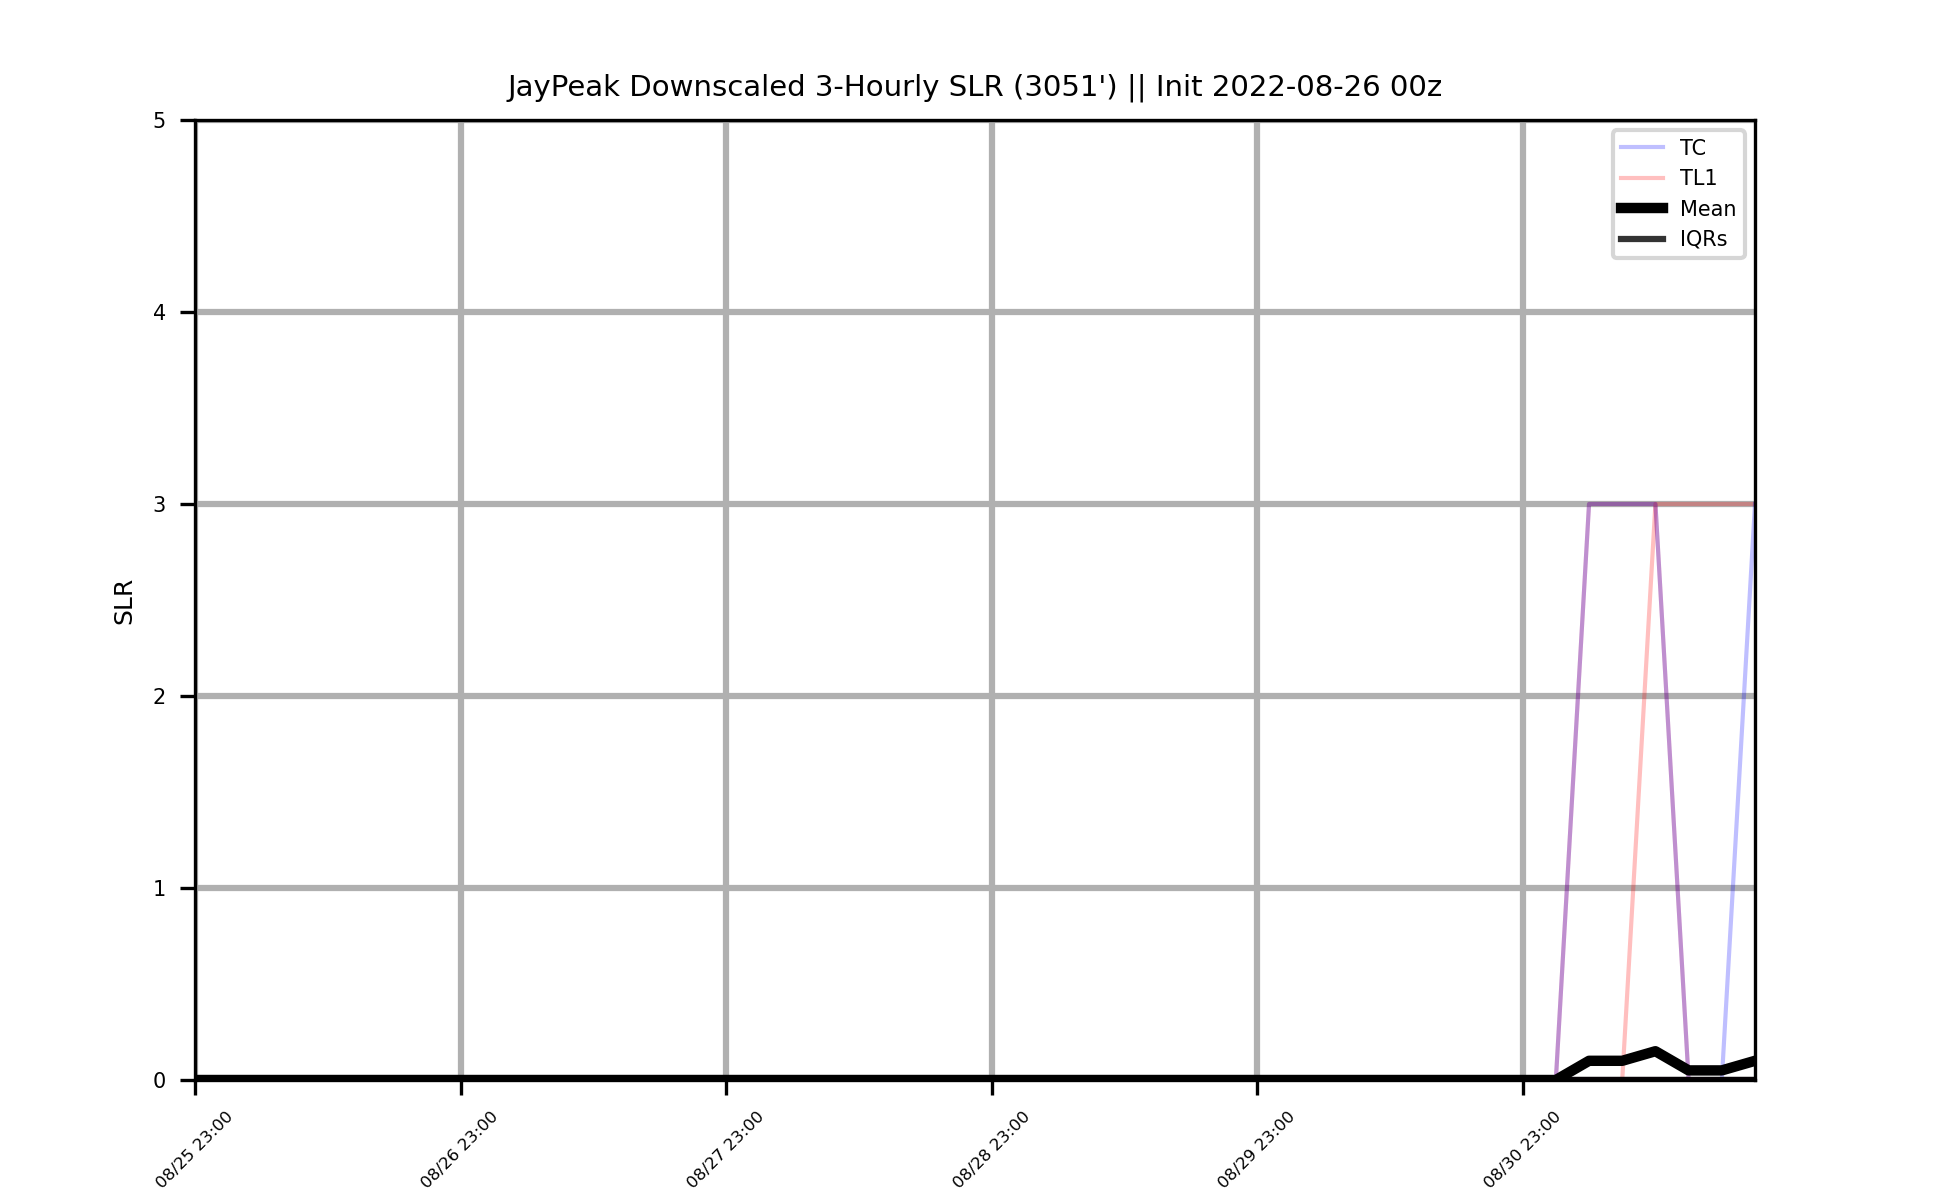 JayPeak Downscaled 3-Hourly SLR (3051') || Init 2022-08-26 00z
TC
TL1
Mean
IQRs
SLR
5
4
3
2
1
0
08/25 23:00
08/26 23:00
08/27 23:00
08/28 23:00
08/29 23:00
08/30 23:00